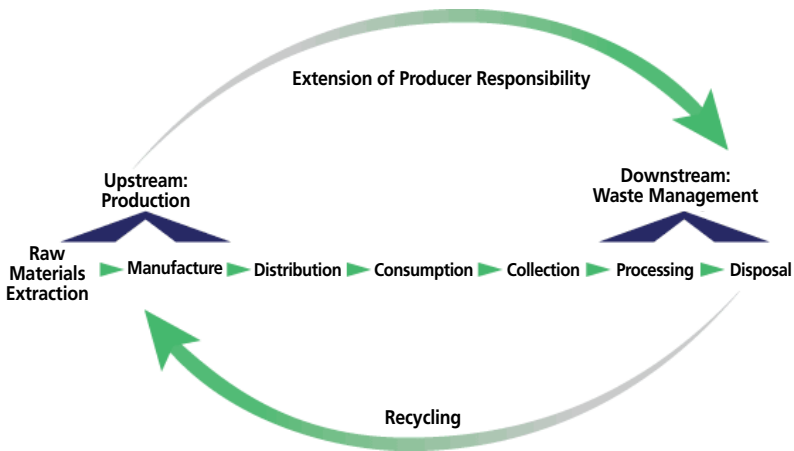 Extension of Producer Responsibility
Upstream:
Production
Downstream:
Waste Management
Raw
Materials
Extraction
Manufacture
Distribution
Consumption
Collection
Processing
Disposal
Recycling